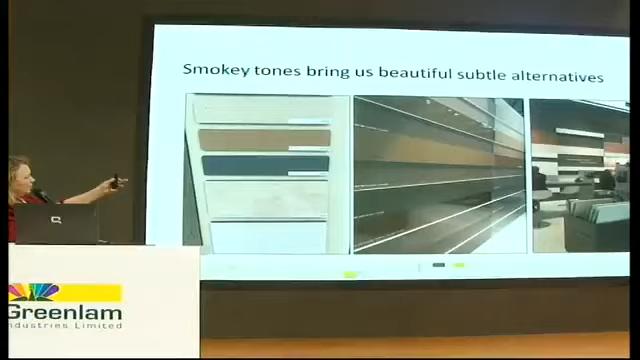 Smokey tones bring us beautiful subtle alternatives
Greenlam
Industries Limited